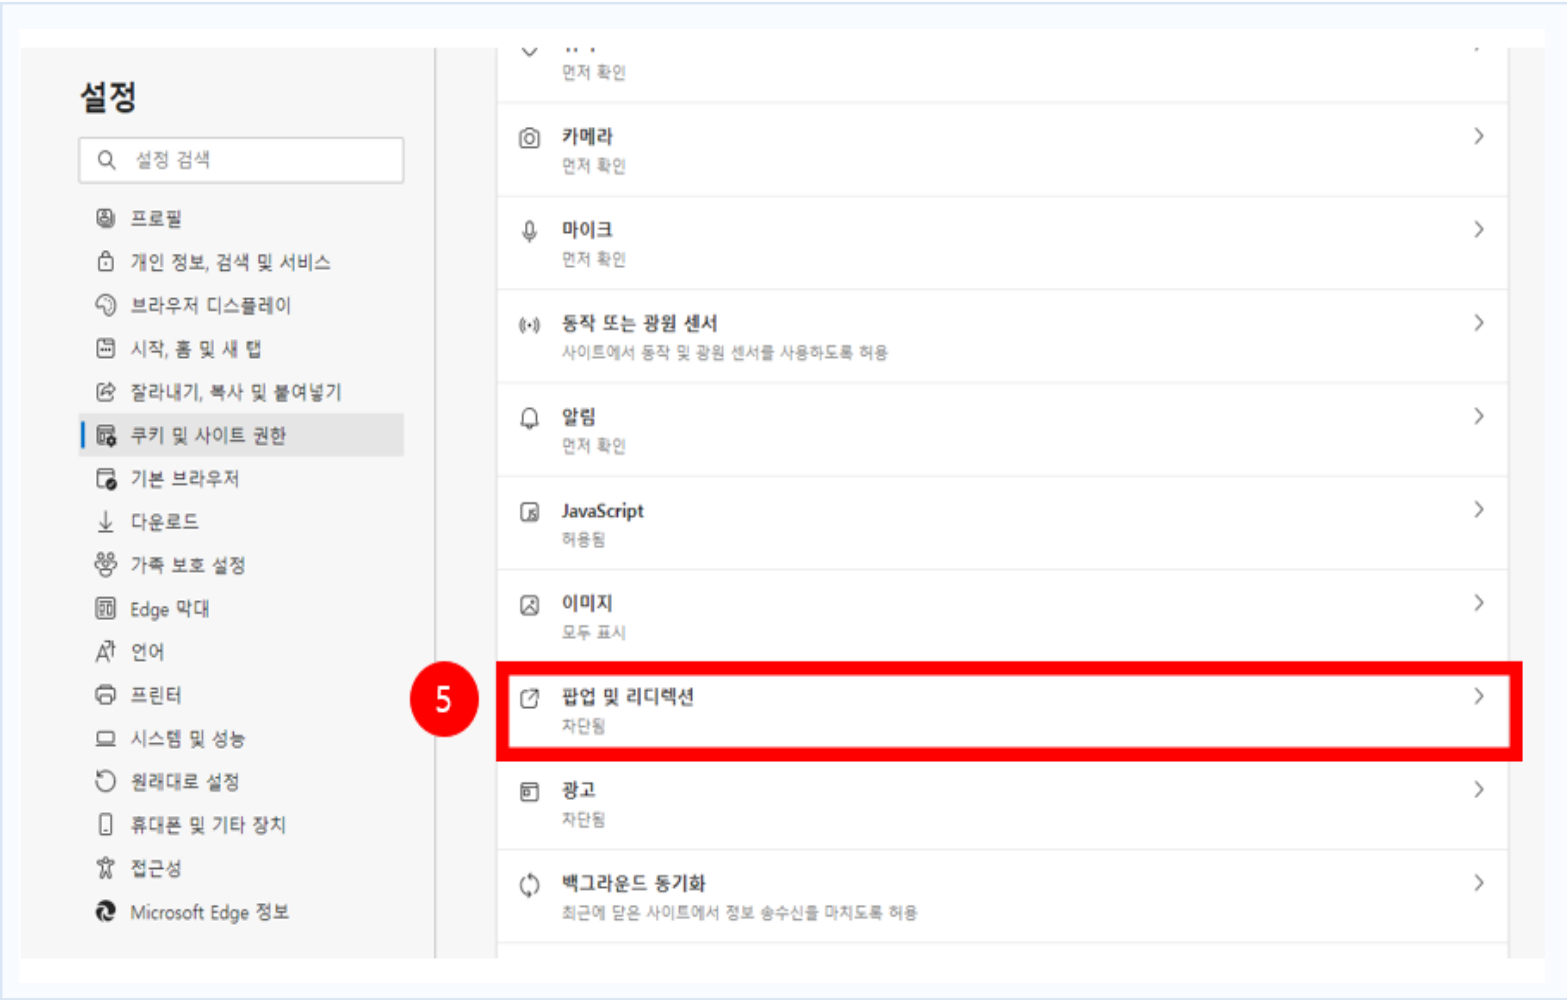 설정
설정 검색
프로필
개인 정보, 검색 및 서비스
브라우저 디스플레이
시작, 홈 및 새 탭
잘라내기, 복사 및 붙여넣기
쿠키 및 사이트 권한
기본 브라우저
다운로드
가족 보호 설정
Edge 막대
언어
프린터
시스템 및 성능
원래대로 설정
휴대폰 및 기타 장치
접근성
Microsoft Edge 정보
먼저 확인
카메라
먼저 확인
마이크
먼저 확인
동작 또는 광원 센서
사이트에서 동작 및 광원 센서를 사용하도록 허용
알림
먼저 확인
JavaScript
허용됨
이미지
모두 표시
5
팝업 및 리디렉션
차단됨
광고
차단됨
백그라운드 동기화
최근에 닫은 사이트에서 정보 송수신을 마치도록 허용